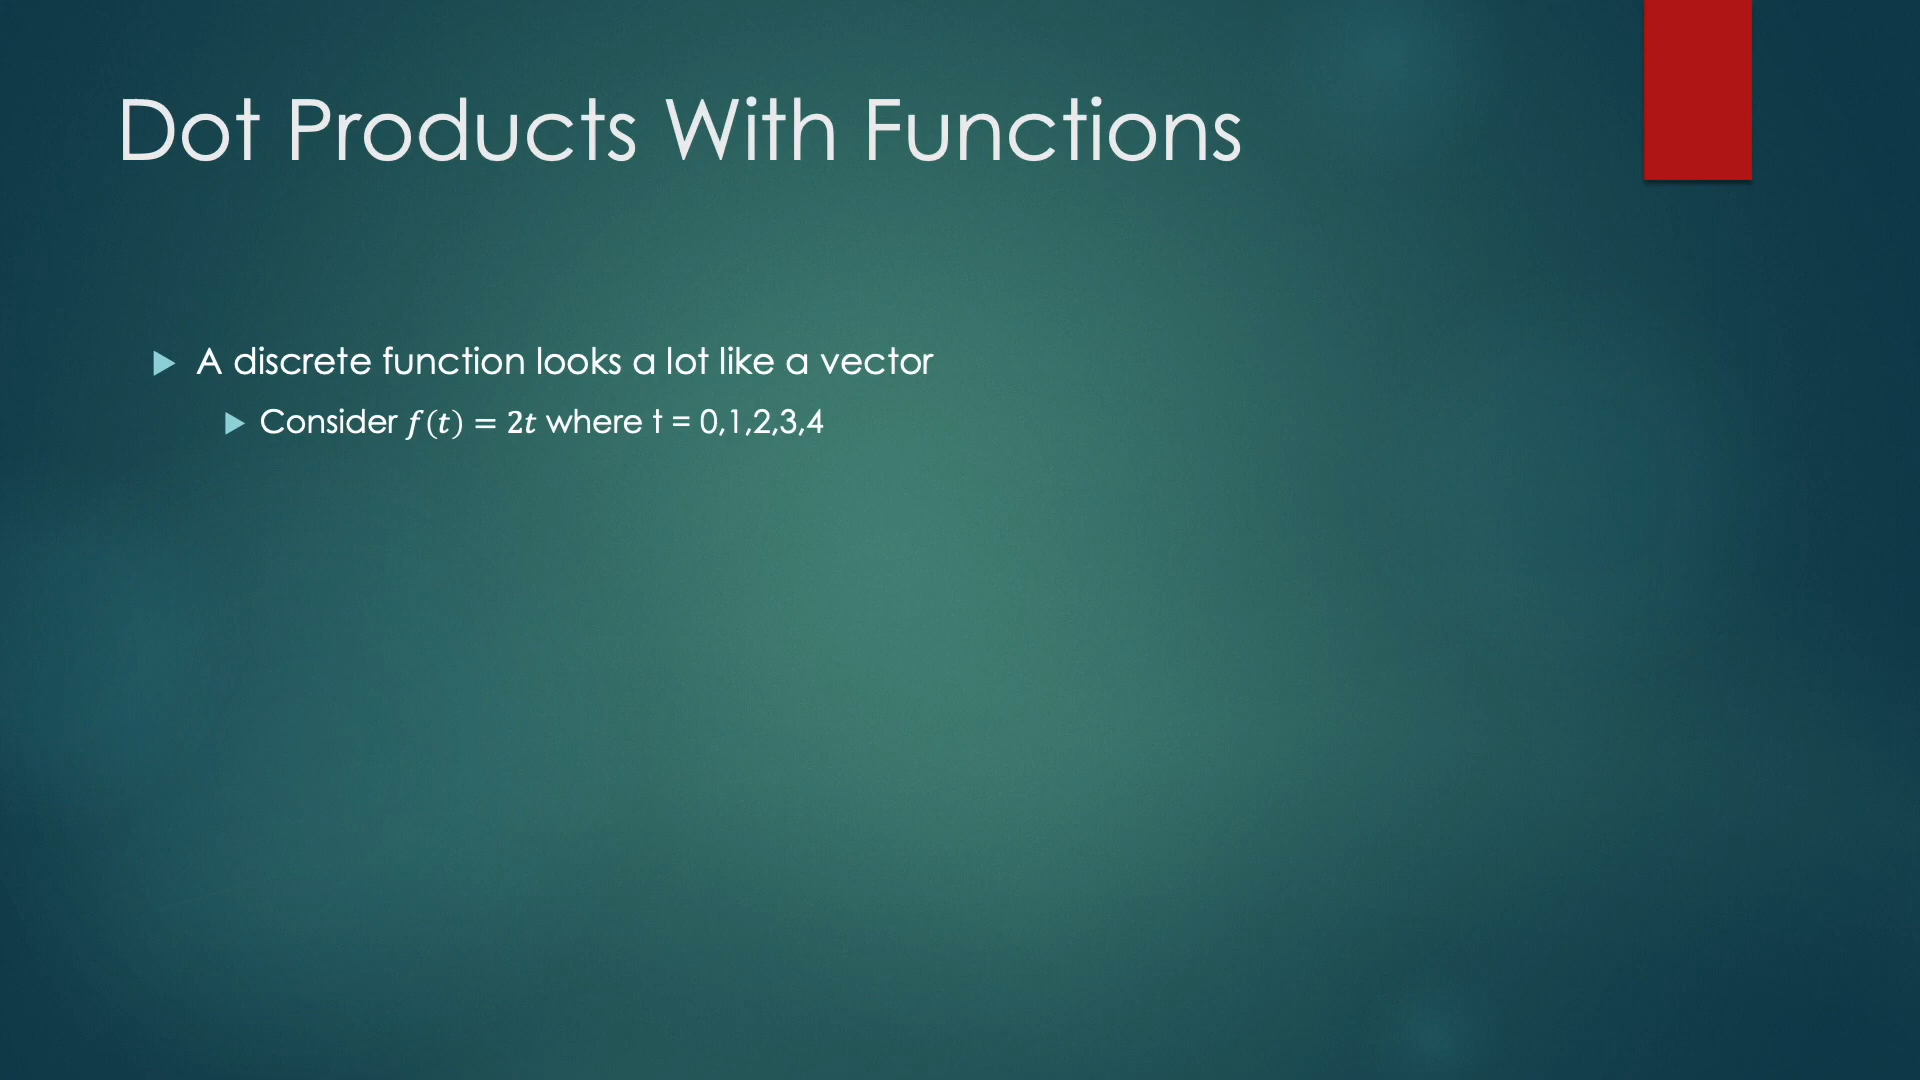 Dot Products With Functions
A discrete function looks a lot like a vector
Consider f(t) = 2t where t = 0,1,2,3,4